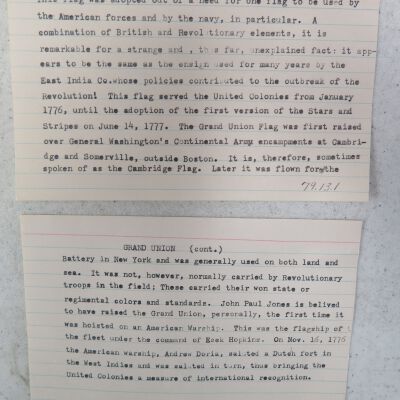 This flag was adopted out of a need for one flag to be used by
the American forces and by the navy, in particular. A
combination of British and Revolutionary elements, it is
remarkable for a strange and , thus far, unexplained fact: it app-
ears to be the same as the ensign used for many years by the
East India Co.whose policies contributed to the outbreak of the
Revolution! This flag served the United Colonies from January
1776, until the adoption of the first version of the Stars and
Stripes on June 14, 1777. The Grand Union Flag was first raised
over General Washington's Continental Army encampments at Cambri-
dge and Somerville, outside Boston. It is, therefore, sometimes
spoken of as the Cambridge Flag. Later it was flown for the
79.13.1
GRAND UNION (cont.)
Battery in New York and was generally used on both land and
sea. It was not, however, normally carried by Revolutionary
troops in the field; These carried their won state or
regimental colors and standards. John Paul Jones is belived
to have raised the Grand Union, personally, the first time it
was hoisted on an American Warship. This was the flagship of t
the fleet under the command of Esek Hopkins. On Nov. 16, 1776
the American warship, Andrew Doria, saluted a Dutch fort in
the West Indies and was saluted in turn, thus bringing the
United Colonies a measure of international recognition.